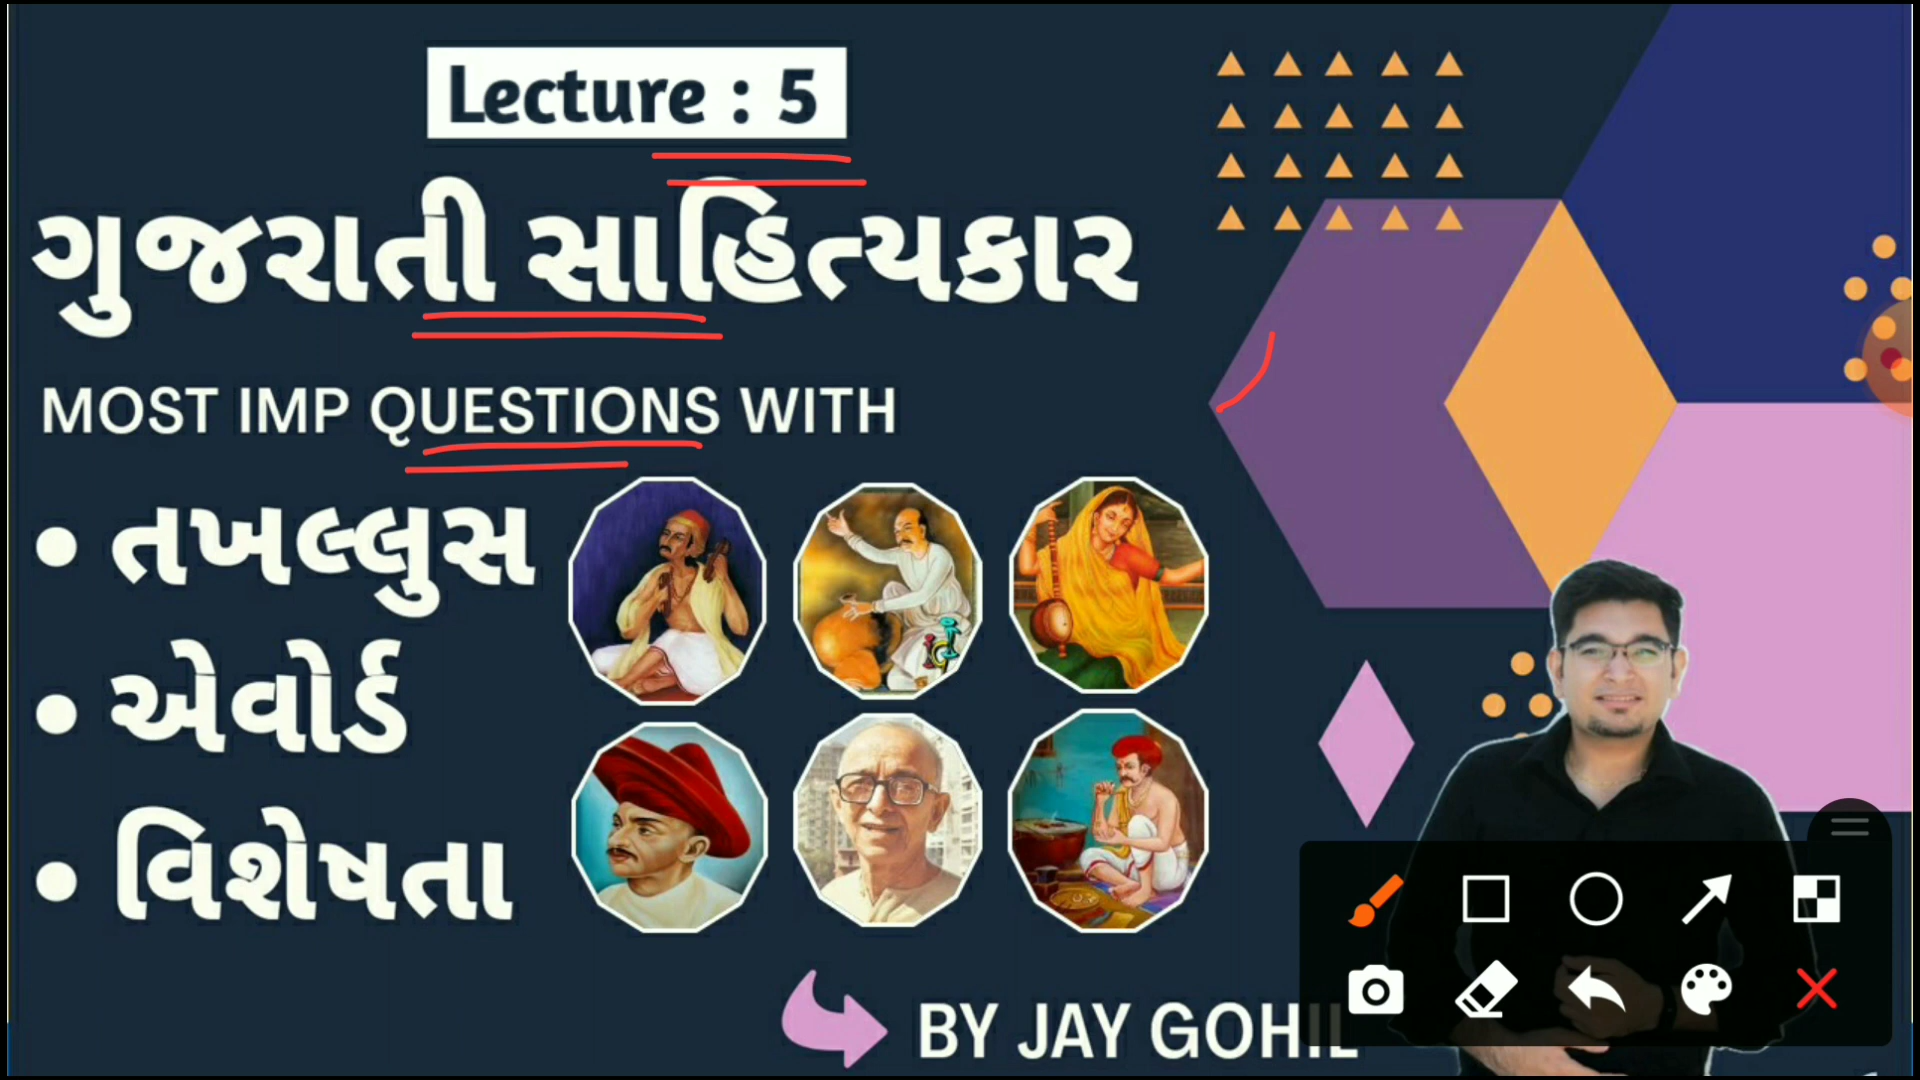 Lecture : 5
ગુજરાતી સાહિત્યકાર
MOST IMP QUESTIONS WITH
• તખલ્લુસ
• એવોર્ડ
• વિશેષતા
BY JAY GOHIL